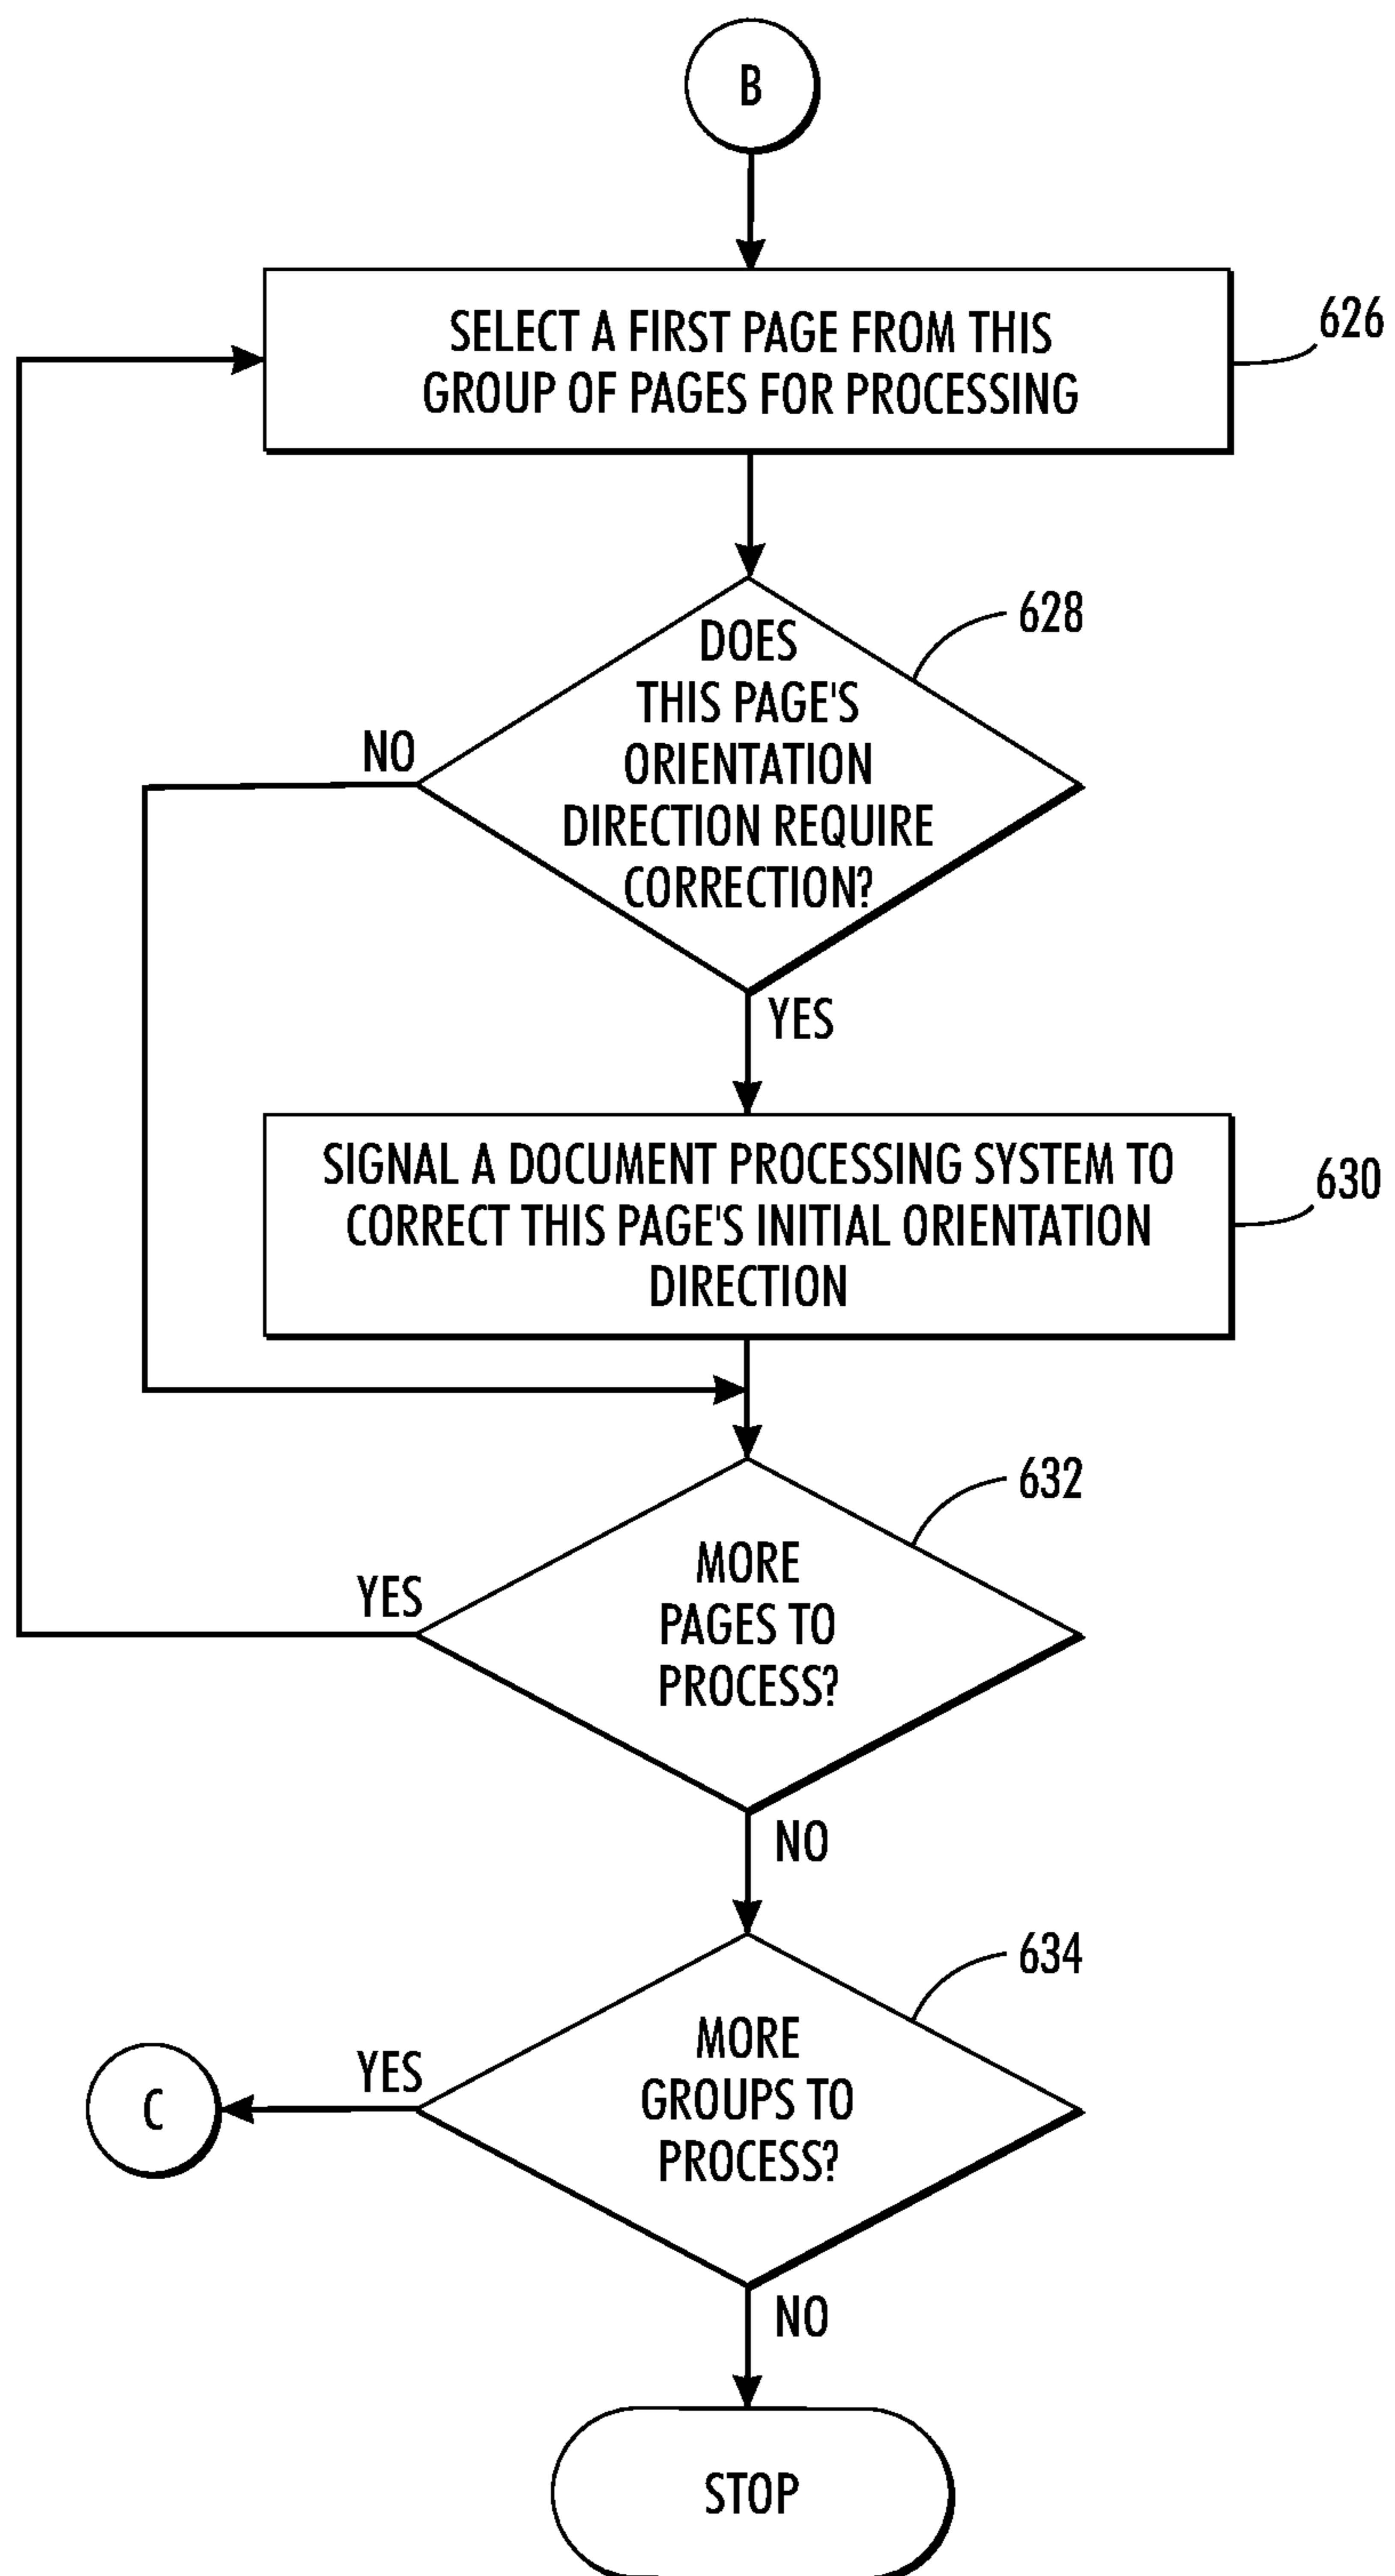 B
SELECT A FIRST PAGE FROM THIS
GROUP OF PAGES FOR PROCESSING
626
DOES
THIS PAGE'S
ORIENTATION
DIRECTION REQUIRE
CORRECTION?
628
NO
YES
SIGNAL A DOCUMENT PROCESSING SYSTEM TO
CORRECT THIS PAGE'S INITIAL ORIENTATION
DIRECTION
630
MORE
PAGES TO
PROCESS?
632
YES
NO
MORE
GROUPS TO
PROCESS?
634
YES
C
NO
STOP